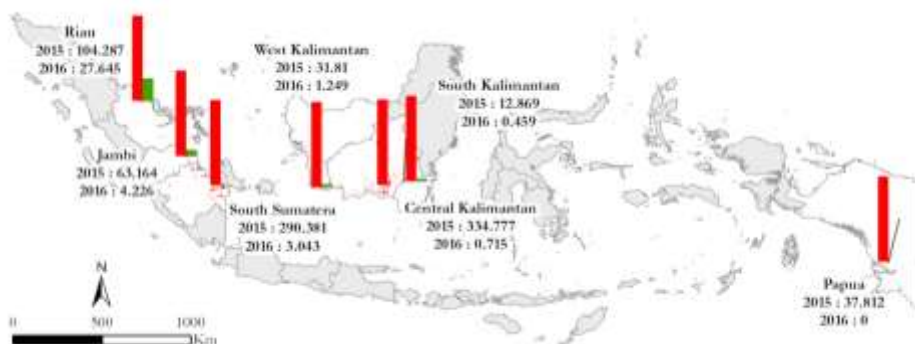 Riau
2015 : 104.287
2016 : 27.645
West Kalimantan
2015 : 31.81
2016 : 1.249
South Kalimantan
2015 : 12.869
2016 : 0.459
Jambi
2015 : 63.164
2016 : 4.226
South Sumatera
2015 : 290.381
2016 : 3.043
Central Kalimantan
2015 : 334.777
2016 : 0.715
Papua
2015 : 37.812
2016 : 0
N
0 500 1000
Km